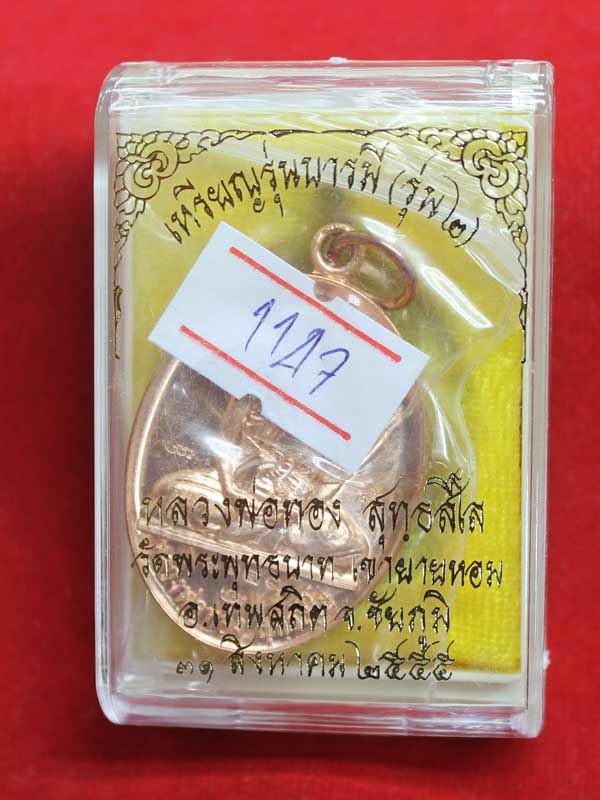 เหรียญรุ่นบารมี (รุ่น ๒)
1147
หลวงพ่อทอง สุทธสีโล
วัดพระพุทธบาท เขายายหอม
อ.เทพสถิต จ.ชัยภูมิ
๓๑ สิงหาคม ๒๕๕๕